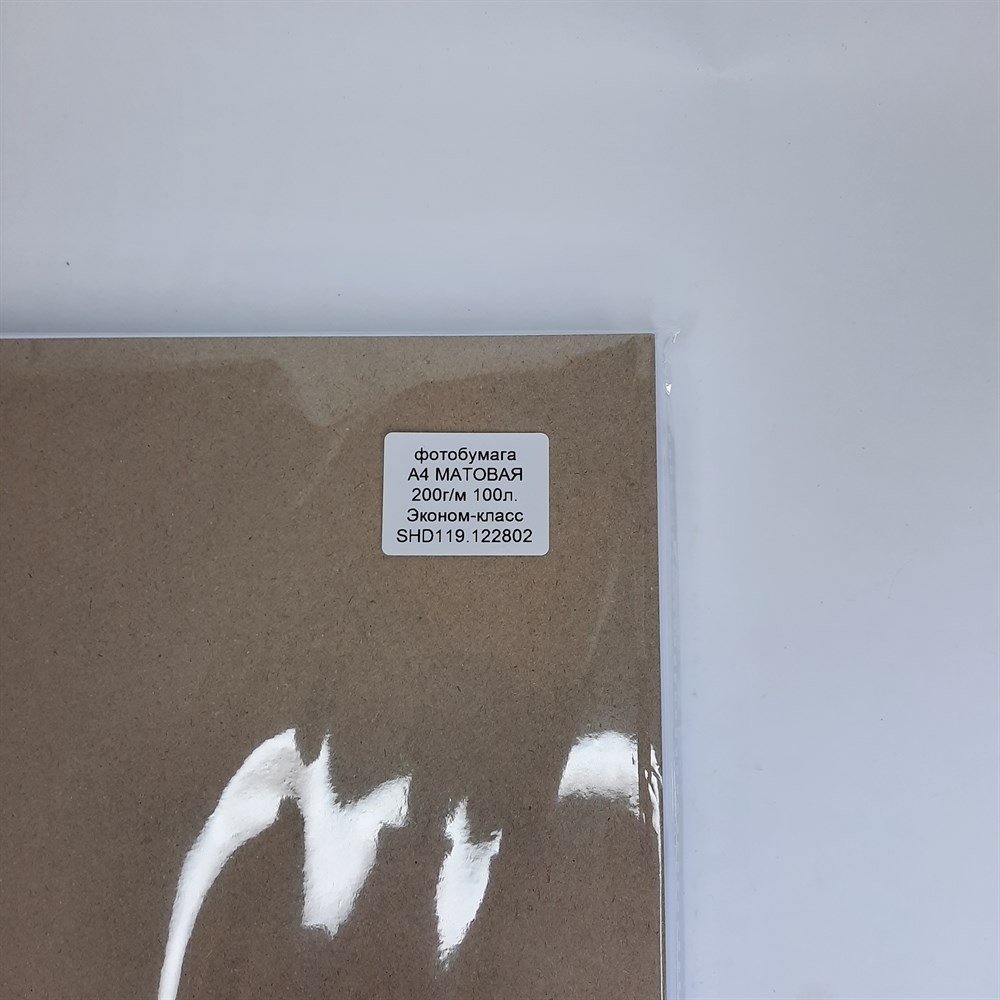 фотобумага
А4 МАТОВАЯ
200г/м 100л.
Эконом-класс
SHD119.122802